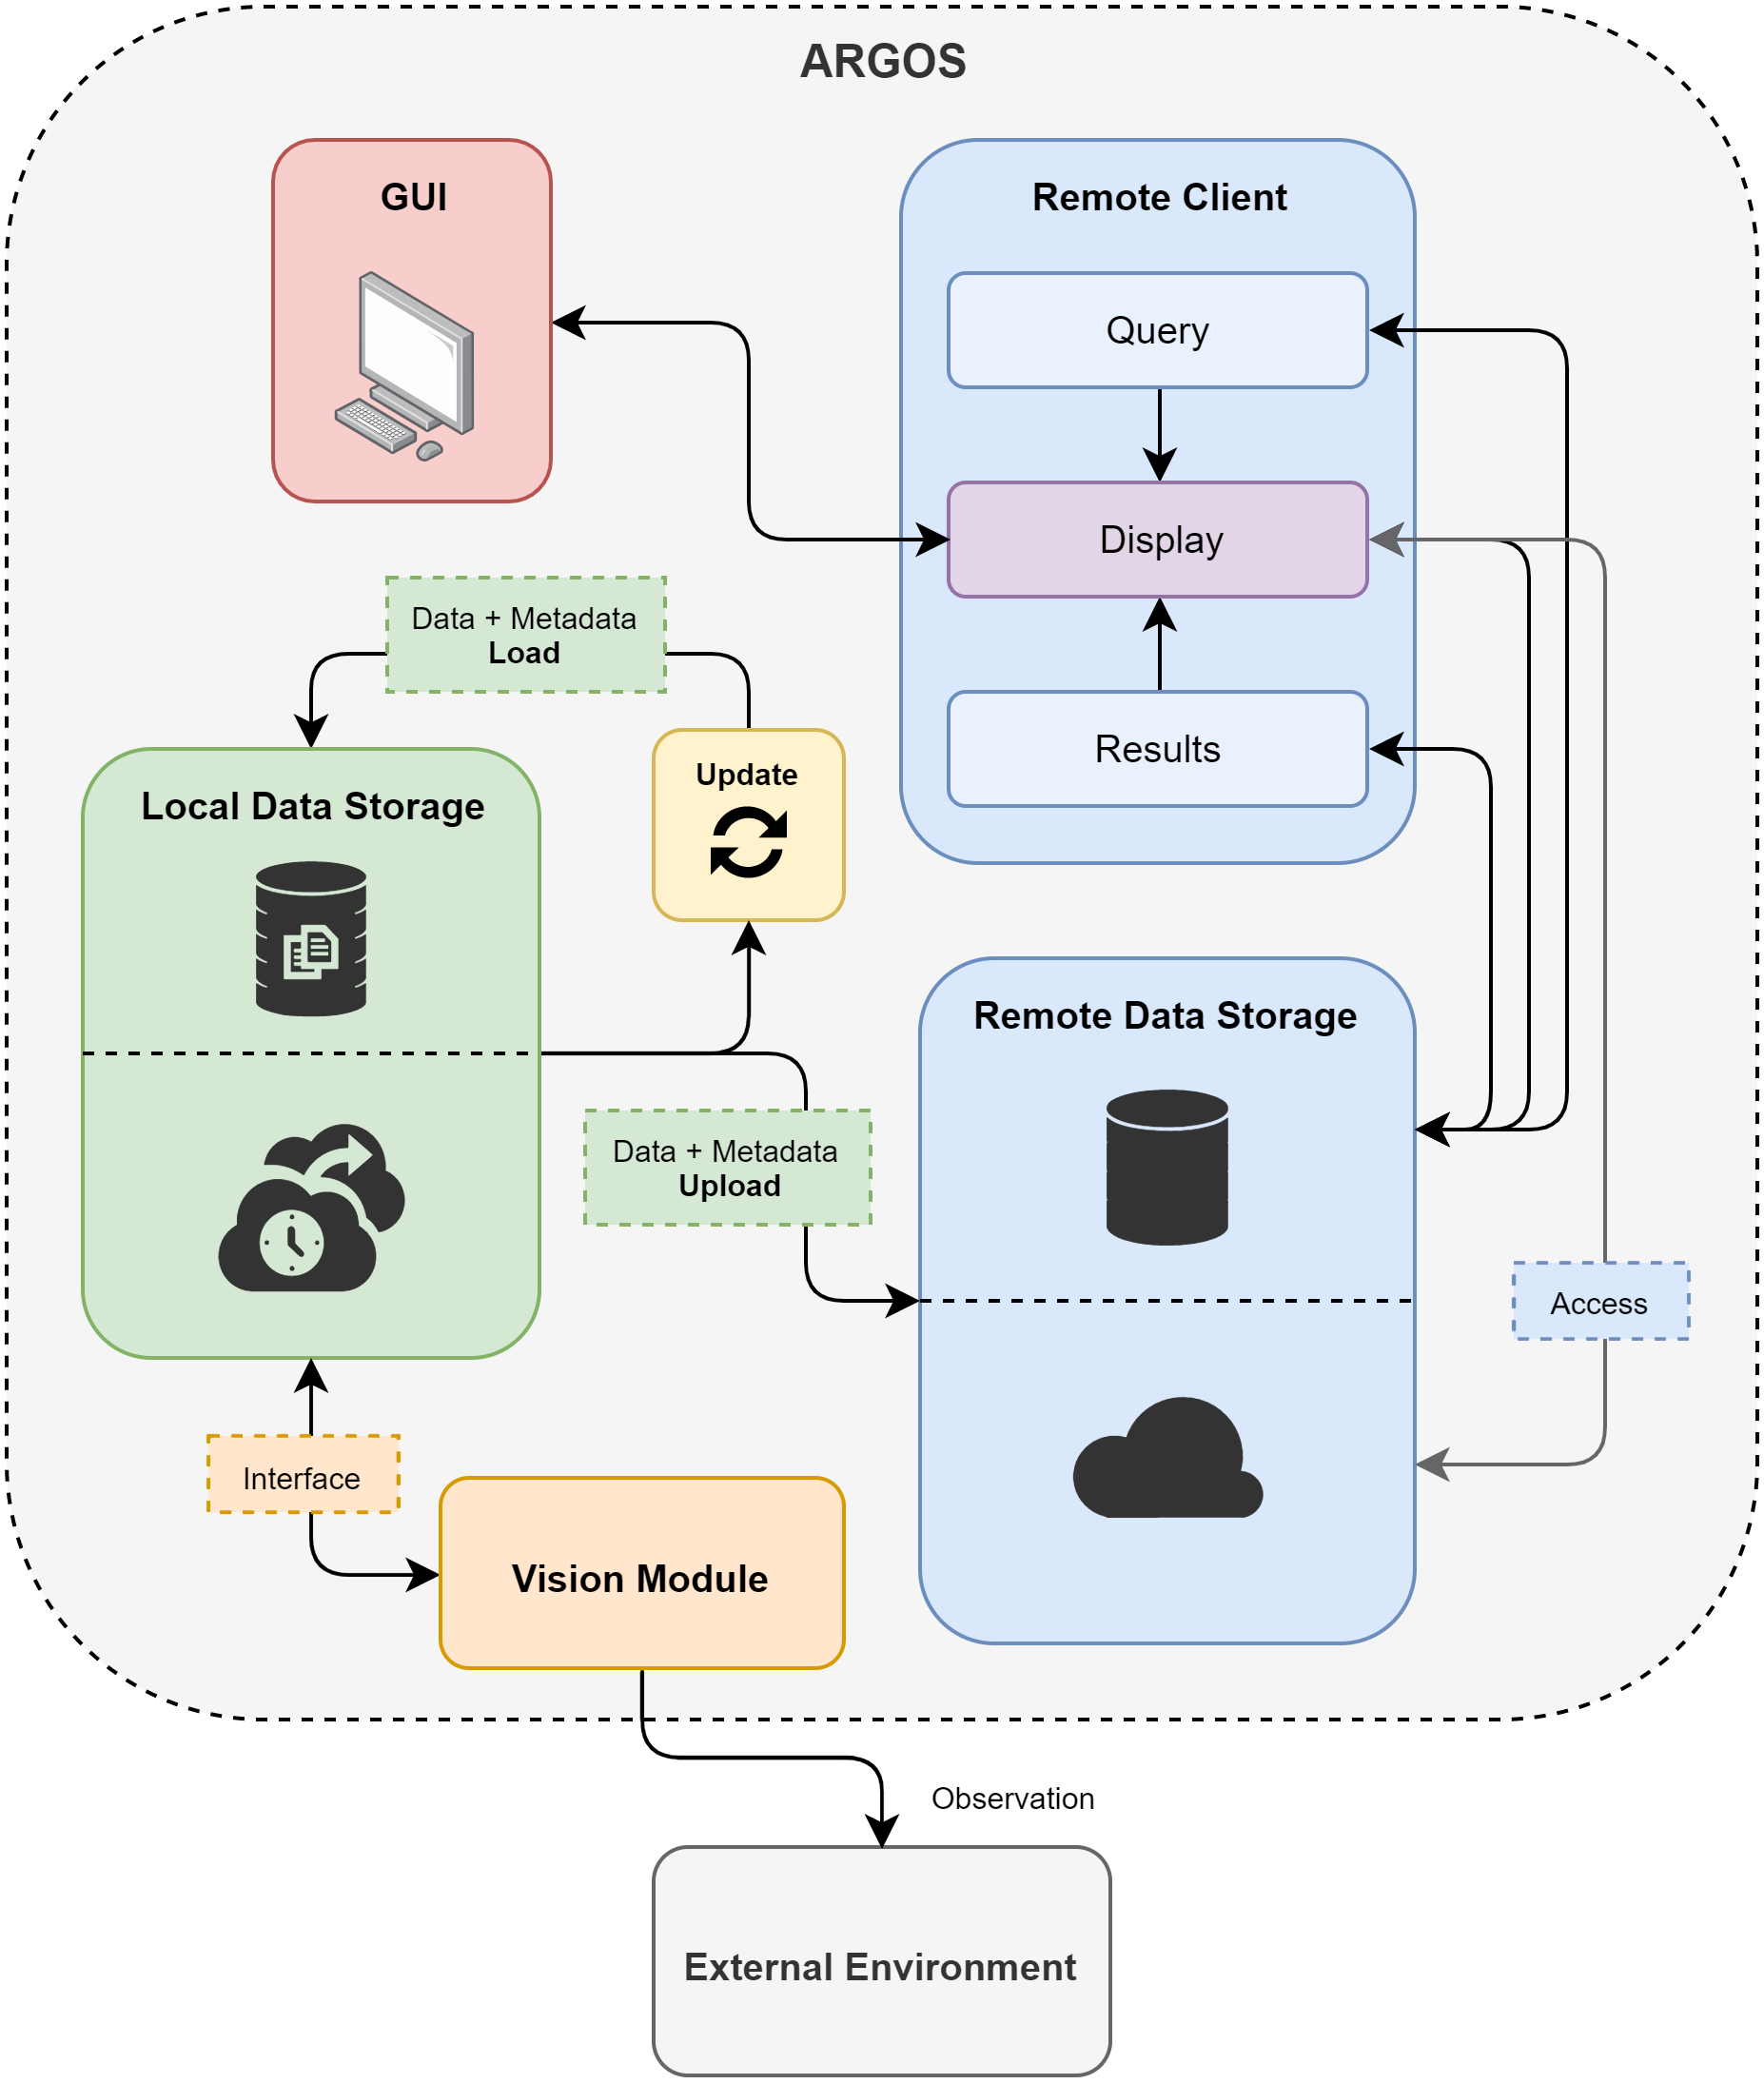 ARGOS
GUI
Remote Client
Query
Display
Results
Data + Metadata
Load
Update
Local Data Storage
Remote Data Storage
Data + Metadata
Upload
Access
Interface
Vision Module
Observation
External Environment